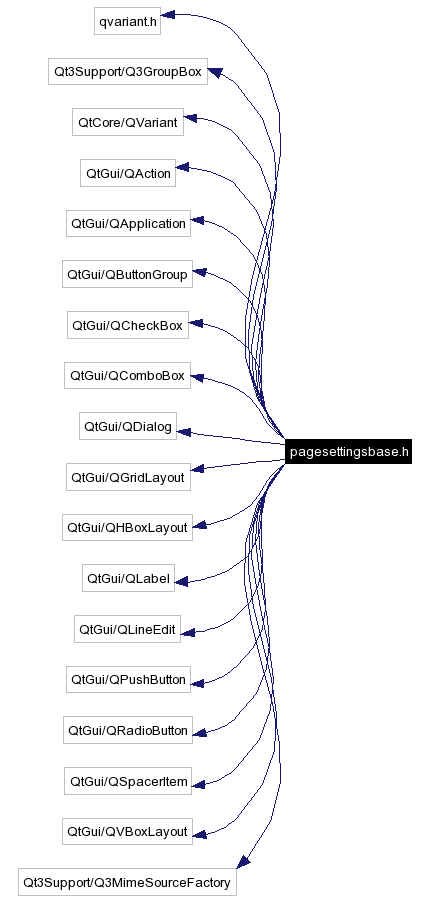 qvariant.h
Qt3Support/Q3GroupBox
QtCore/QVariant
QtGui/QAction
QtGui/QApplication
QtGui/QButtonGroup
QtGui/QCheckBox
QtGui/QComboBox
QtGui/QDialog
pagesettingsbase.h
QtGui/QGridLayout
QtGui/QHBoxLayout
QtGui/QLabel
QtGui/QLineEdit
QtGui/QPushButton
QtGui/QRadioButton
QtGui/QSpacerItem
QtGui/QVBoxLayout
Qt3Support/Q3MimeSourceFactory